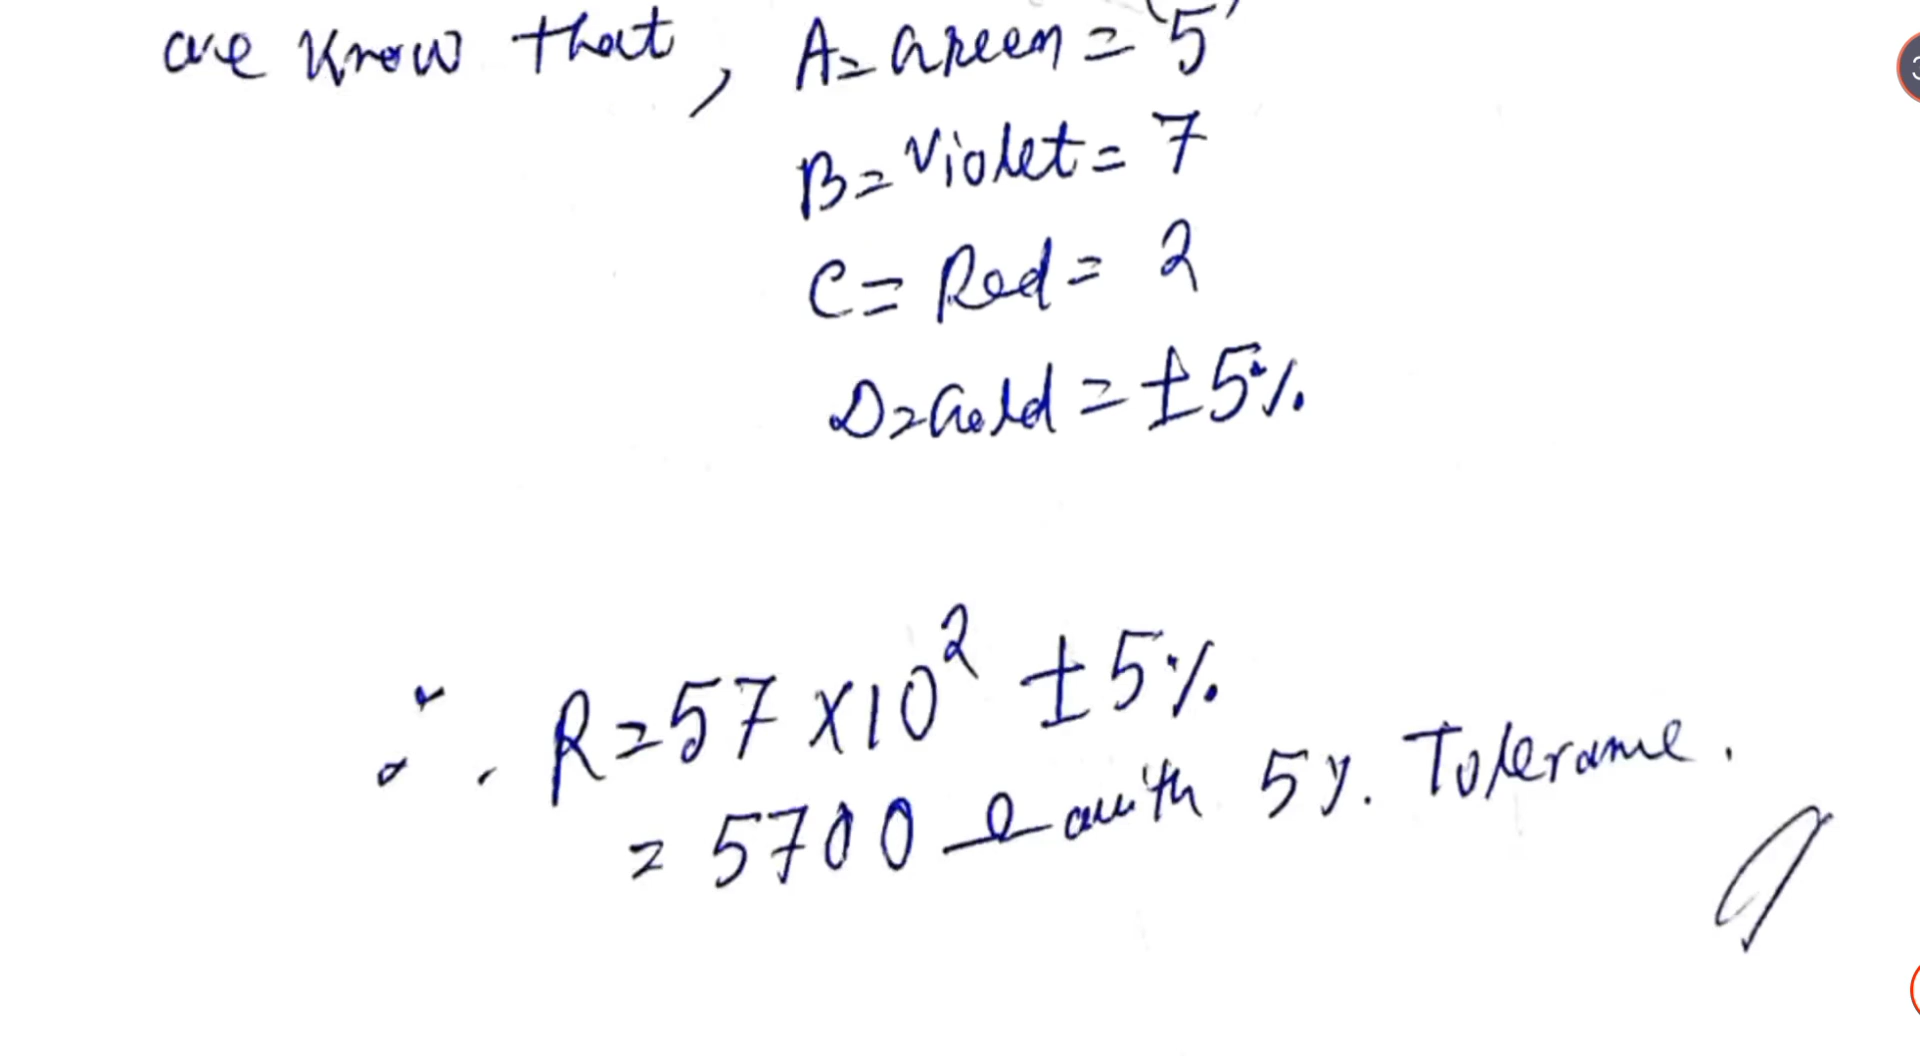 we know that, A= Green = 5
B= Violet = 7
C= Red = 2
D= Gold = ±5%
∴ R = 57 ×10² ±5%
= 5700 Ω with 5%. Tolerance.